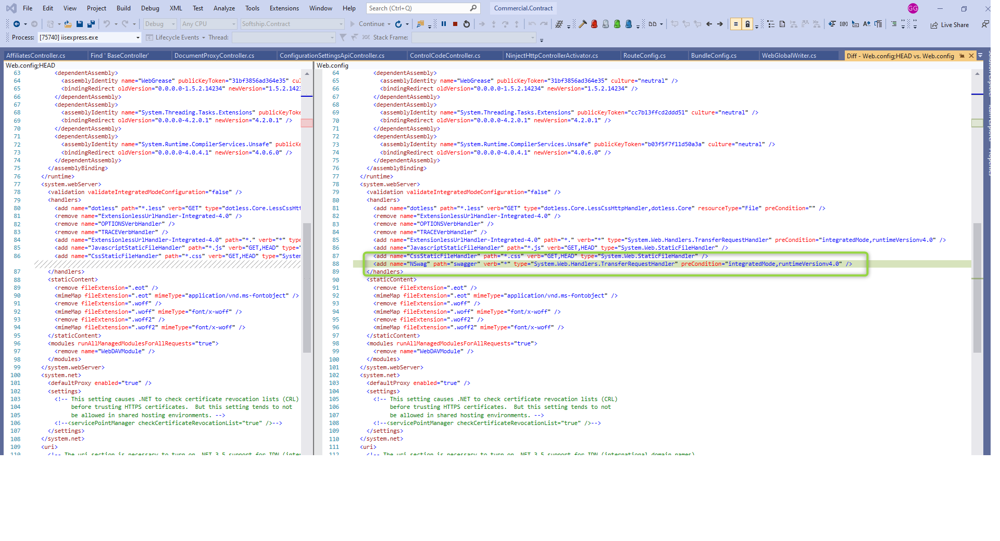 File Edit View Project Build Debug XML Test Analyze Tools Extensions Window Help Search (Ctrl+Q) Commercial.Contract GG
Debug Any CPU Softship.Contract Continue Live Share
Process: [75740] iisexpress.exe Lifecycle Events Thread: Stack Frame:
AffiliatesController.cs Find ' BaseController' DocumentProxyController.cs ConfigurationSettingsApiController.cs ControlCodeController.cs NinjectHttpControllerActivator.cs RouteConfig.cs BundleConfig.cs WebGlobalWriter.cs Diff - Web.config;HEAD vs. Web.config
Web.config;HEAD
63 <dependentAssembly>
64 <assemblyIdentity name="WebGrease" publicKeyToken="31bf3856ad364e35"
65 <bindingRedirect oldVersion="0.0.0.0-1.5.2.14234" newVersion="1.5.2.1423
66 </dependentAssembly>
67 <dependentAssembly>
68 <assemblyIdentity name="System.Threading.Tasks.Extensions" publicKeyToke
69 <bindingRedirect oldVersion="0.0.0.0-4.2.0.1" newVersion="4.2.0.1" />
70 </dependentAssembly>
71 <dependentAssembly>
72 <assemblyIdentity name="System.Runtime.CompilerServices.Unsafe" publicKe
73 <bindingRedirect oldVersion="0.0.0.0-4.0.4.1" newVersion="4.0.6.0" />
74 </dependentAssembly>
75 </assemblyBinding>
76 </runtime>
77 <system.webServer>
78 <validation validateIntegratedModeConfiguration="false" />
79 <handlers>
80 <add name="dotless" path="*.less" verb="GET" type="dotless.Core.LessCssHtt
81 <remove name="ExtensionlessUrlHandler-Integrated-4.0" />
82 <remove name="OPTIONSVerbHandler" />
83 <remove name="TRACEVerbHandler" />
84 <add name="ExtensionlessUrlHandler-Integrated-4.0" path="*." verb="*" type
85 <add name="JavascriptStaticFileHandler" path="*.js" verb="GET,HEAD" type="
86 <add name="CssStaticFileHandler" path="*.css" verb="GET,HEAD" type="System
87 </handlers>
88 <staticContent>
89 <remove fileExtension=".eot" />
90 <mimeMap fileExtension=".eot" mimeType="application/vnd.ms-fontobject" />
91 <remove fileExtension=".woff" />
92 <mimeMap fileExtension=".woff" mimeType="font/x-woff" />
93 <remove fileExtension=".woff2" />
94 <mimeMap fileExtension=".woff2" mimeType="font/x-woff" />
95 </staticContent>
96 <modules runAllManagedModulesForAllRequests="true">
97 <remove name="WebDAVModule" />
98 </modules>
99 </system.webServer>
100 <system.net>
101 <defaultProxy enabled="true" />
102 <settings>
103 <!-- This setting causes .NET to check certificate revocation lists (CRL)
104 before trusting HTTPS certificates.  But this setting tends to not
105 be allowed in shared hosting environments. -->
106 <!--<servicePointManager checkCertificateRevocationList="true" />-->
107 </settings>
108 </system.net>
109 <uri>
110 <!-- The uri section is necessary to turn on .NET 3.5 support for IDN (inter
Web.config
64 <dependentAssembly>
65 <assemblyIdentity name="WebGrease" publicKeyToken="31bf3856ad364e35" culture="neutral" />
66 <bindingRedirect oldVersion="0.0.0.0-1.5.2.14234" newVersion="1.5.2.14234" />
67 </dependentAssembly>
68 <dependentAssembly>
69 <assemblyIdentity name="System.Threading.Tasks.Extensions" publicKeyToken="cc7b13ffcd2ddd51" culture="neutral" />
70 <bindingRedirect oldVersion="0.0.0.0-4.2.0.1" newVersion="4.2.0.1" />
71 </dependentAssembly>
72 <dependentAssembly>
73 <assemblyIdentity name="System.Runtime.CompilerServices.Unsafe" publicKeyToken="b03f5f7f11d50a3a" culture="neutral" />
74 <bindingRedirect oldVersion="0.0.0.0-4.0.4.1" newVersion="4.0.6.0" />
75 </dependentAssembly>
76 </assemblyBinding>
77 </runtime>
78 <system.webServer>
79 <validation validateIntegratedModeConfiguration="false" />
80 <handlers>
81 <add name="dotless" path="*.less" verb="GET" type="dotless.Core.LessCssHttpHandler,dotless.Core" resourceType="File" preCondition="" />
82 <remove name="ExtensionlessUrlHandler-Integrated-4.0" />
83 <remove name="OPTIONSVerbHandler" />
84 <remove name="TRACEVerbHandler" />
85 <add name="ExtensionlessUrlHandler-Integrated-4.0" path="*." verb="*" type="System.Web.Handlers.TransferRequestHandler" preCondition="integratedMode,runtimeVersionv4.0" />
86 <add name="JavascriptStaticFileHandler" path="*.js" verb="GET,HEAD" type="System.Web.StaticFileHandler" />
87 <add name="CssStaticFileHandler" path="*.css" verb="GET,HEAD" type="System.Web.StaticFileHandler" />
88 <add name="NSwag" path="swagger" verb="*" type="System.Web.Handlers.TransferRequestHandler" preCondition="integratedMode,runtimeVersionv4.0" />
89 </handlers>
90 <staticContent>
91 <remove fileExtension=".eot" />
92 <mimeMap fileExtension=".eot" mimeType="application/vnd.ms-fontobject" />
93 <remove fileExtension=".woff" />
94 <mimeMap fileExtension=".woff" mimeType="font/x-woff" />
95 <remove fileExtension=".woff2" />
96 <mimeMap fileExtension=".woff2" mimeType="font/x-woff" />
97 </staticContent>
98 <modules runAllManagedModulesForAllRequests="true">
99 <remove name="WebDAVModule" />
100 </modules>
101 </system.webServer>
102 <system.net>
103 <defaultProxy enabled="true" />
104 <settings>
105 <!-- This setting causes .NET to check certificate revocation lists (CRL)
106 before trusting HTTPS certificates.  But this setting tends to not
107 be allowed in shared hosting environments. -->
108 <!--<servicePointManager checkCertificateRevocationList="true" />-->
109 </settings>
110 </system.net>
111 <uri>
112 <!-- The uri section is necessary to turn on .NET 3.5 support for IDN (international domain names)